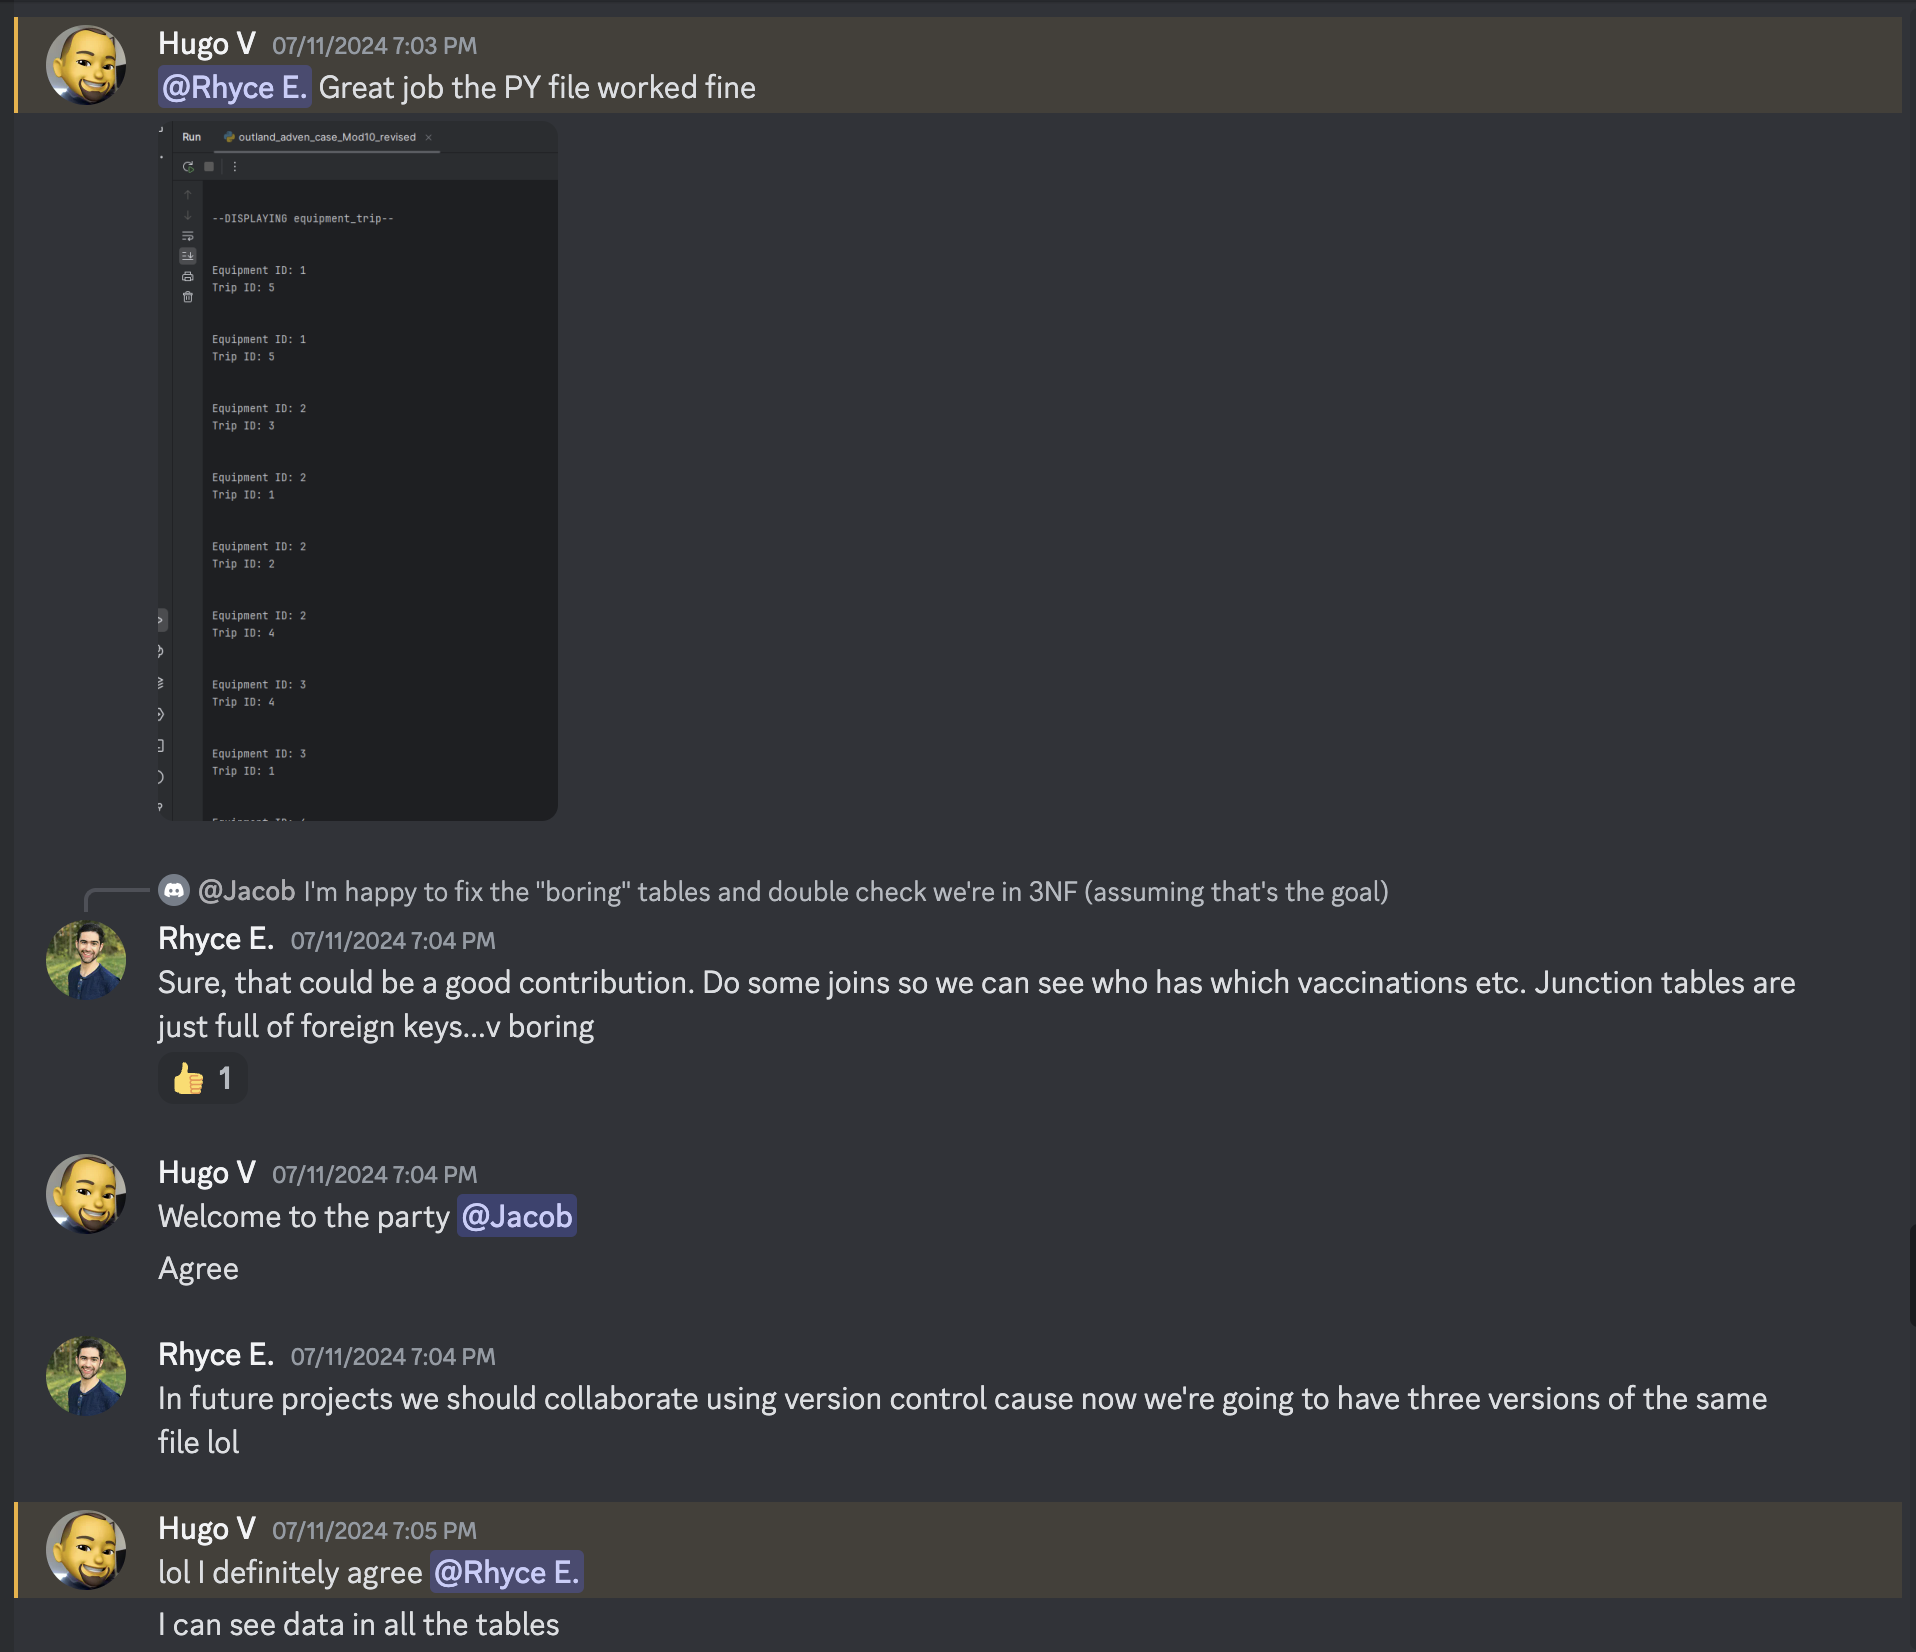 Hugo V 07/11/2024 7:03 PM
@Rhyce E. Great job the PY file worked fine
Run outland_adven_case_Mod10_revised
--DISPLAYING equipment_trip--
Equipment ID: 1
Trip ID: 5
Equipment ID: 1
Trip ID: 5
Equipment ID: 2
Trip ID: 3
Equipment ID: 2
Trip ID: 1
Equipment ID: 2
Trip ID: 2
Equipment ID: 2
Trip ID: 4
Equipment ID: 3
Trip ID: 4
Equipment ID: 3
Trip ID: 1
@Jacob I'm happy to fix the "boring" tables and double check we're in 3NF (assuming that's the goal)
Rhyce E. 07/11/2024 7:04 PM
Sure, that could be a good contribution. Do some joins so we can see who has which vaccinations etc. Junction tables are
just full of foreign keys...v boring
👍 1
Hugo V 07/11/2024 7:04 PM
Welcome to the party @Jacob
Agree
Rhyce E. 07/11/2024 7:04 PM
In future projects we should collaborate using version control cause now we're going to have three versions of the same
file lol
Hugo V 07/11/2024 7:05 PM
lol I definitely agree @Rhyce E.
I can see data in all the tables